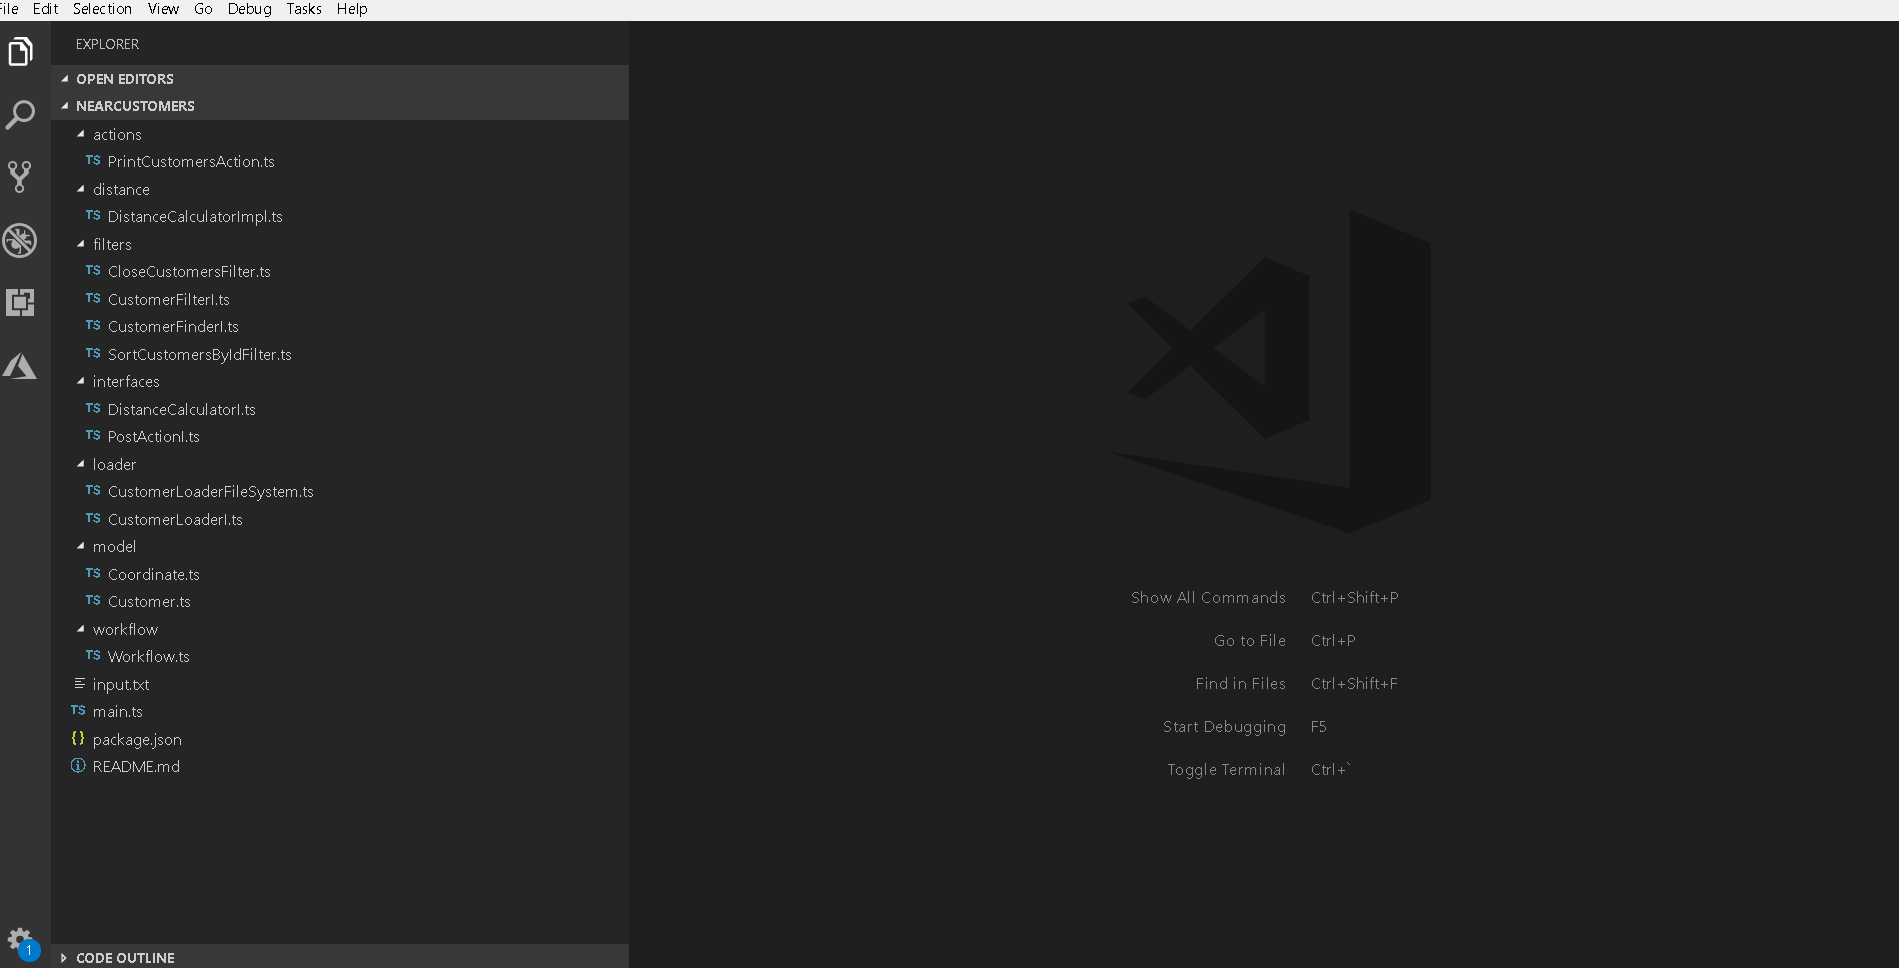 File Edit Selection View Go Debug Tasks Help
EXPLORER
OPEN EDITORS
NEARCUSTOMERS
actions
TS PrintCustomersAction.ts
distance
TS DistanceCalculatorImpl.ts
filters
TS CloseCustomersFilter.ts
TS CustomerFilterI.ts
TS CustomerFinderI.ts
TS SortCustomersByIdFilter.ts
interfaces
TS DistanceCalculatorI.ts
TS PostActionI.ts
loader
TS CustomerLoaderFileSystem.ts
TS CustomerLoaderI.ts
model
TS Coordinate.ts
TS Customer.ts
workflow
TS Workflow.ts
input.txt
TS main.ts
{} package.json
README.md
1
CODE OUTLINE
Show All Commands Ctrl+Shift+P
Go to File Ctrl+P
Find in Files Ctrl+Shift+F
Start Debugging F5
Toggle Terminal Ctrl+`